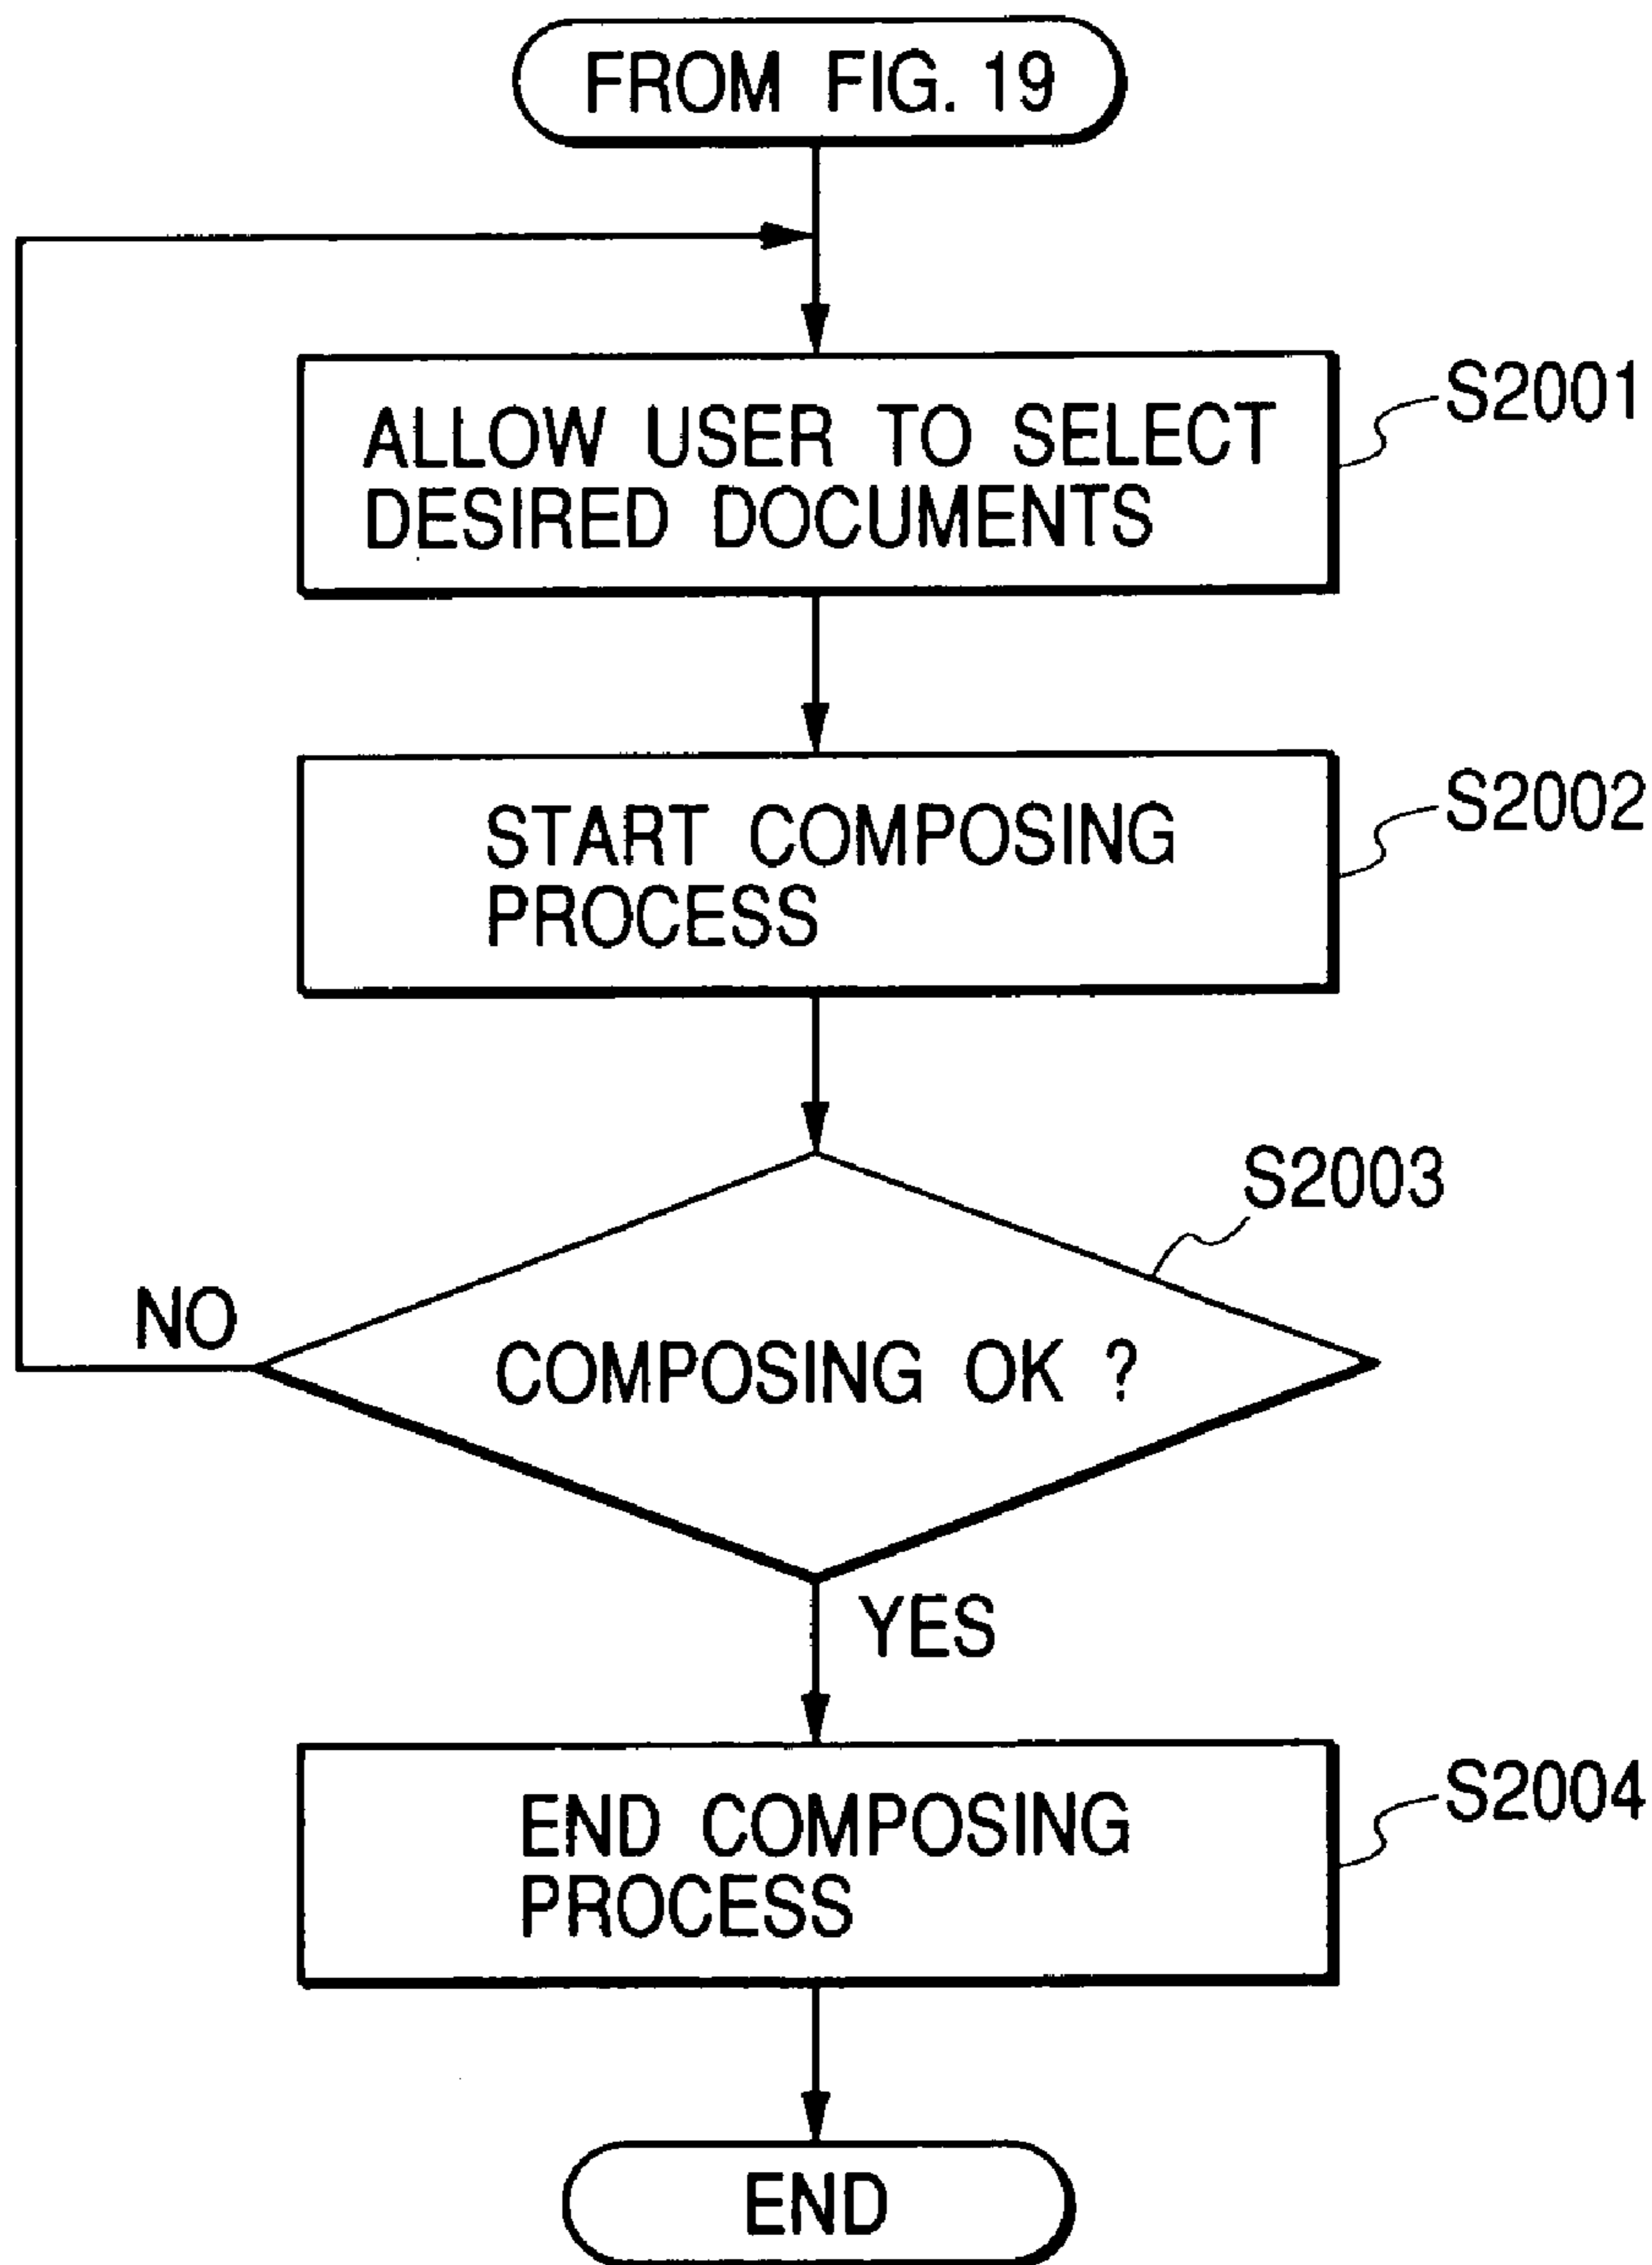 FROM FIG. 19
ALLOW USER TO SELECT
DESIRED DOCUMENTS
S2001
START COMPOSING
PROCESS
S2002
S2003
NO
COMPOSING OK ?
YES
END COMPOSING
PROCESS
S2004
END